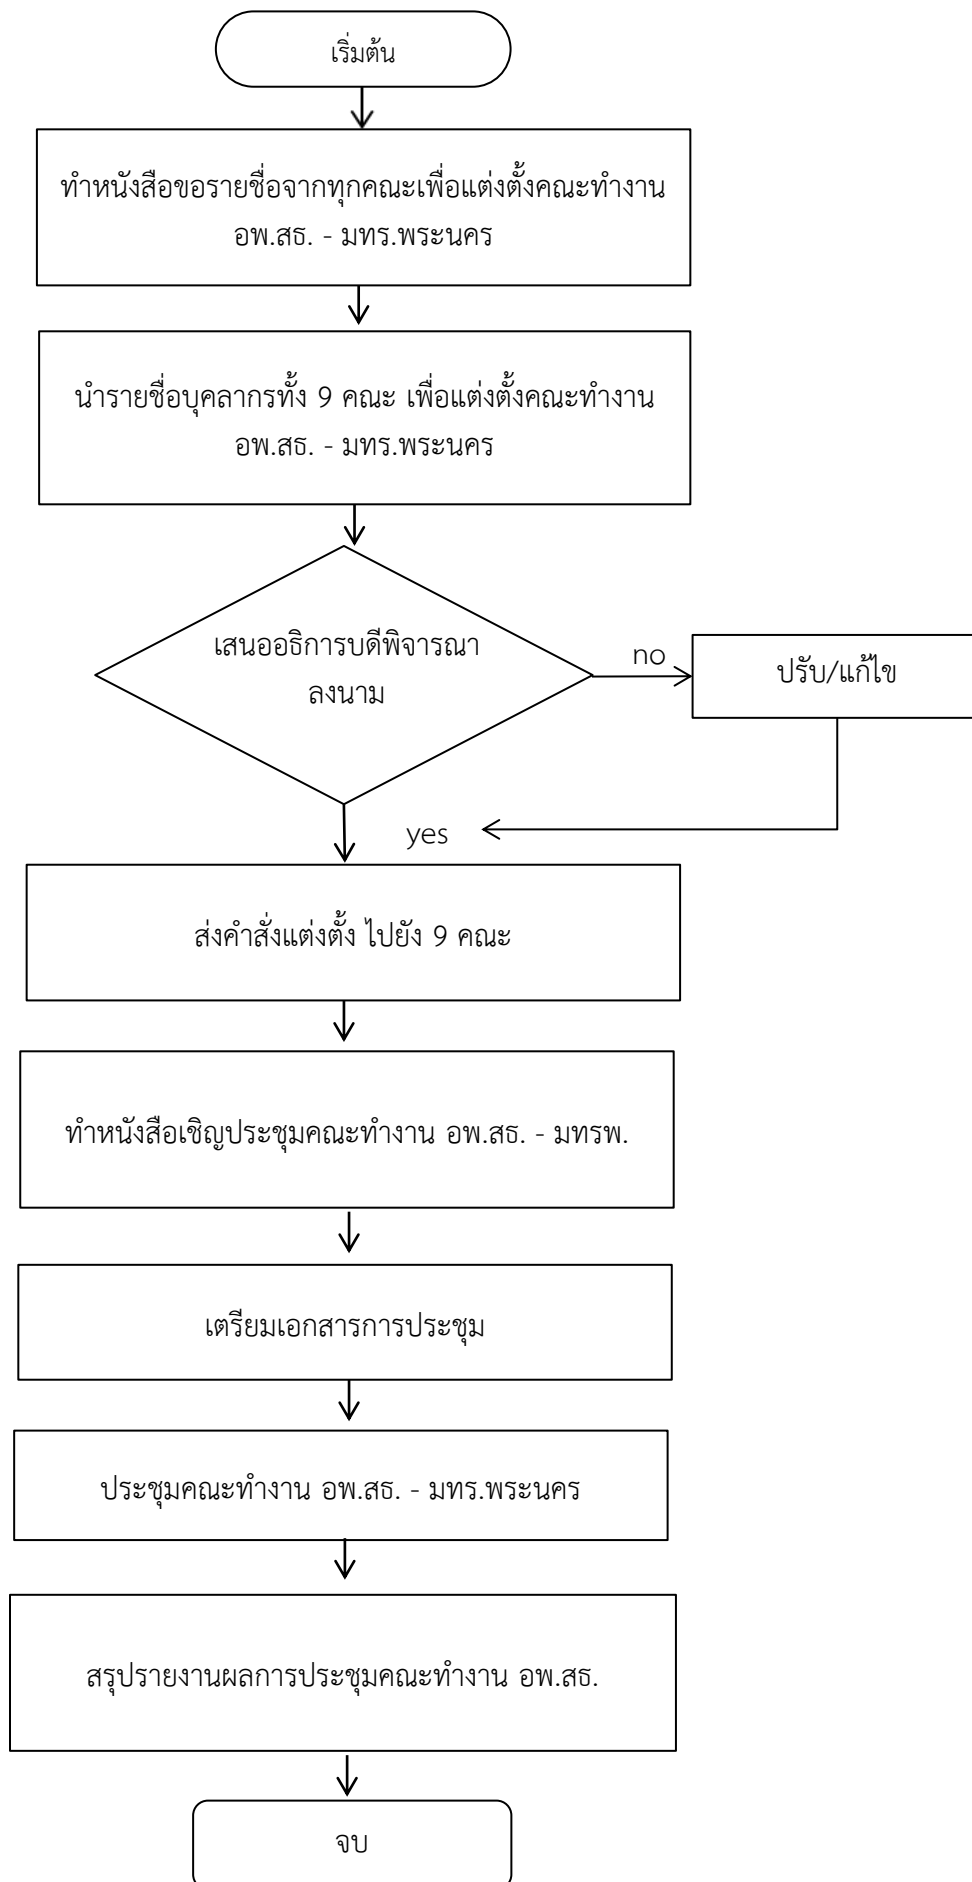 เริ่มต้น
ทำหนังสือขอรายชื่อจากทุกคณะเพื่อแต่งตั้งคณะทำงาน
อพ.สธ. - มทร.พระนคร
นำรายชื่อบุคลากรทั้ง 9 คณะ เพื่อแต่งตั้งคณะทำงาน
อพ.สธ. - มทร.พระนคร
เสนออธิการบดีพิจารณา
ลงนาม
no
ปรับ/แก้ไข
yes
ส่งคำสั่งแต่งตั้ง ไปยัง 9 คณะ
ทำหนังสือเชิญประชุมคณะทำงาน อพ.สธ. - มทรพ.
เตรียมเอกสารการประชุม
ประชุมคณะทำงาน อพ.สธ. - มทร.พระนคร
สรุปรายงานผลการประชุมคณะทำงาน อพ.สธ.
จบ